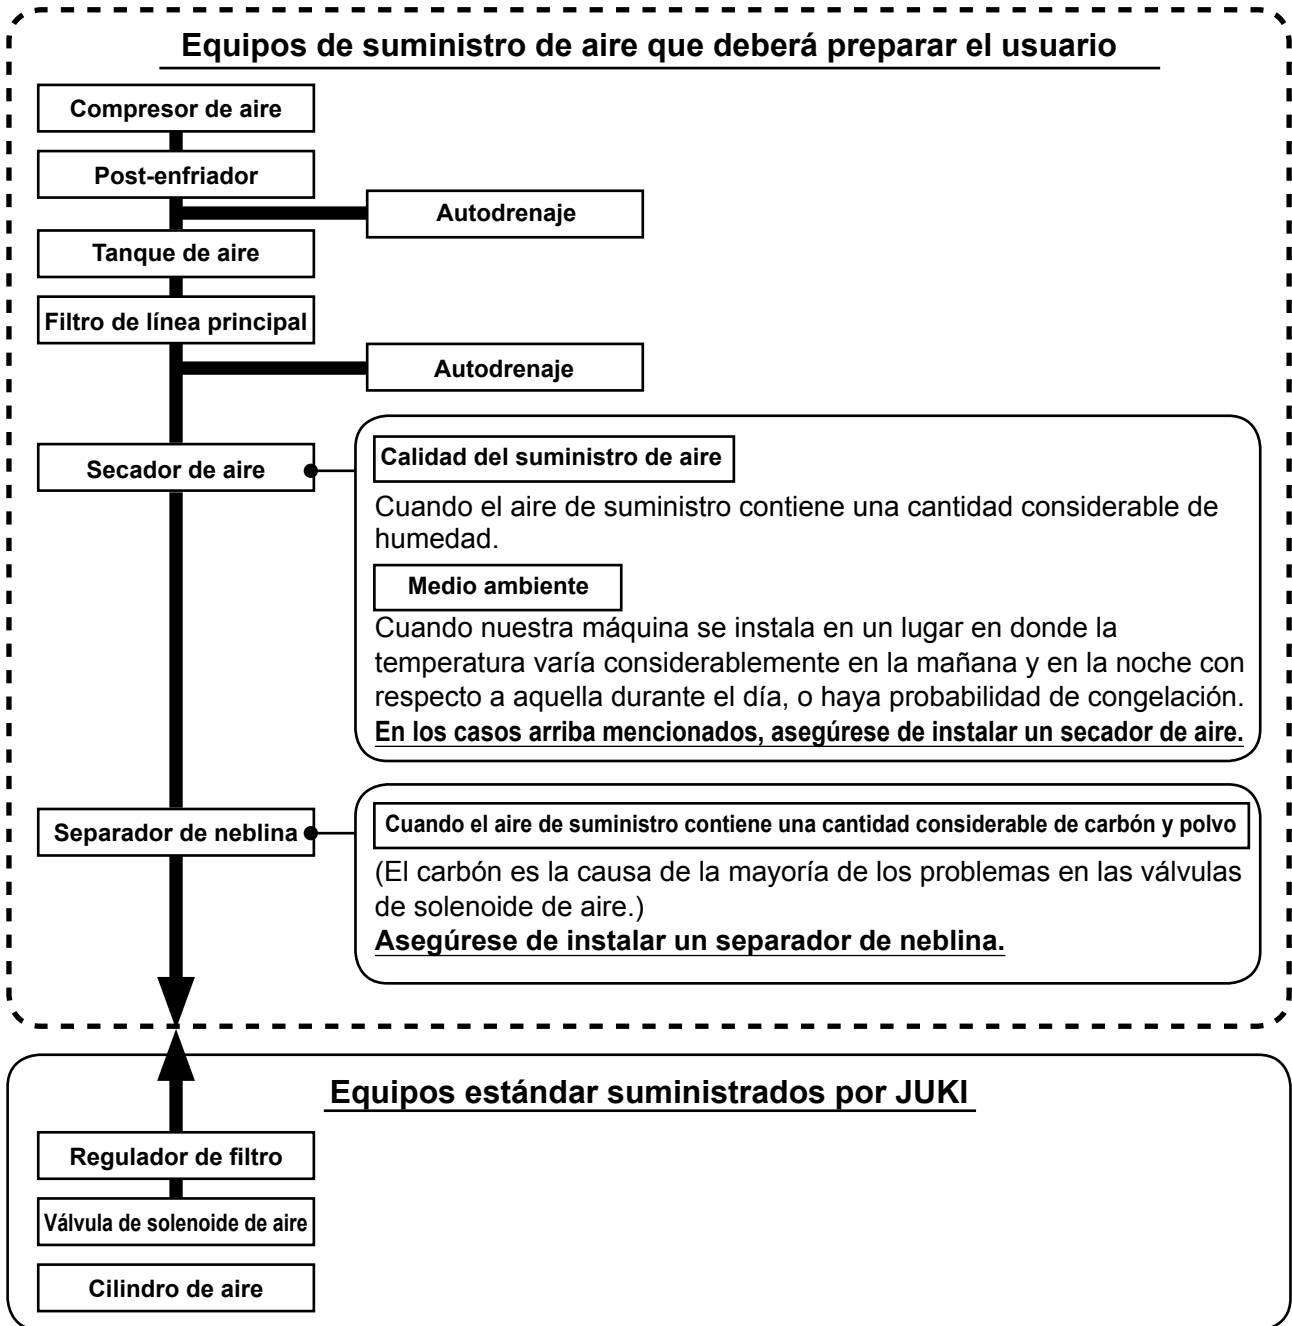 Equipos de suministro de aire que deberá preparar el usuario
Compresor de aire
Post-enfriador
Autodrenaje
Tanque de aire
Filtro de línea principal
Autodrenaje
Secador de aire
Calidad del suministro de aire
Cuando el aire de suministro contiene una cantidad considerable de
humedad.
Medio ambiente
Cuando nuestra máquina se instala en un lugar en donde la
temperatura varía considerablemente en la mañana y en la noche con
respecto a aquella durante el día, o haya probabilidad de congelación.
En los casos arriba mencionados, asegúrese de instalar un secador de aire.
Separador de neblina
Cuando el aire de suministro contiene una cantidad considerable de carbón y polvo
(El carbón es la causa de la mayoría de los problemas en las válvulas
de solenoide de aire.)
Asegúrese de instalar un separador de neblina.
Equipos estándar suministrados por JUKI
Regulador de filtro
Válvula de solenoide de aire
Cilindro de aire